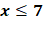 x ≤ 7